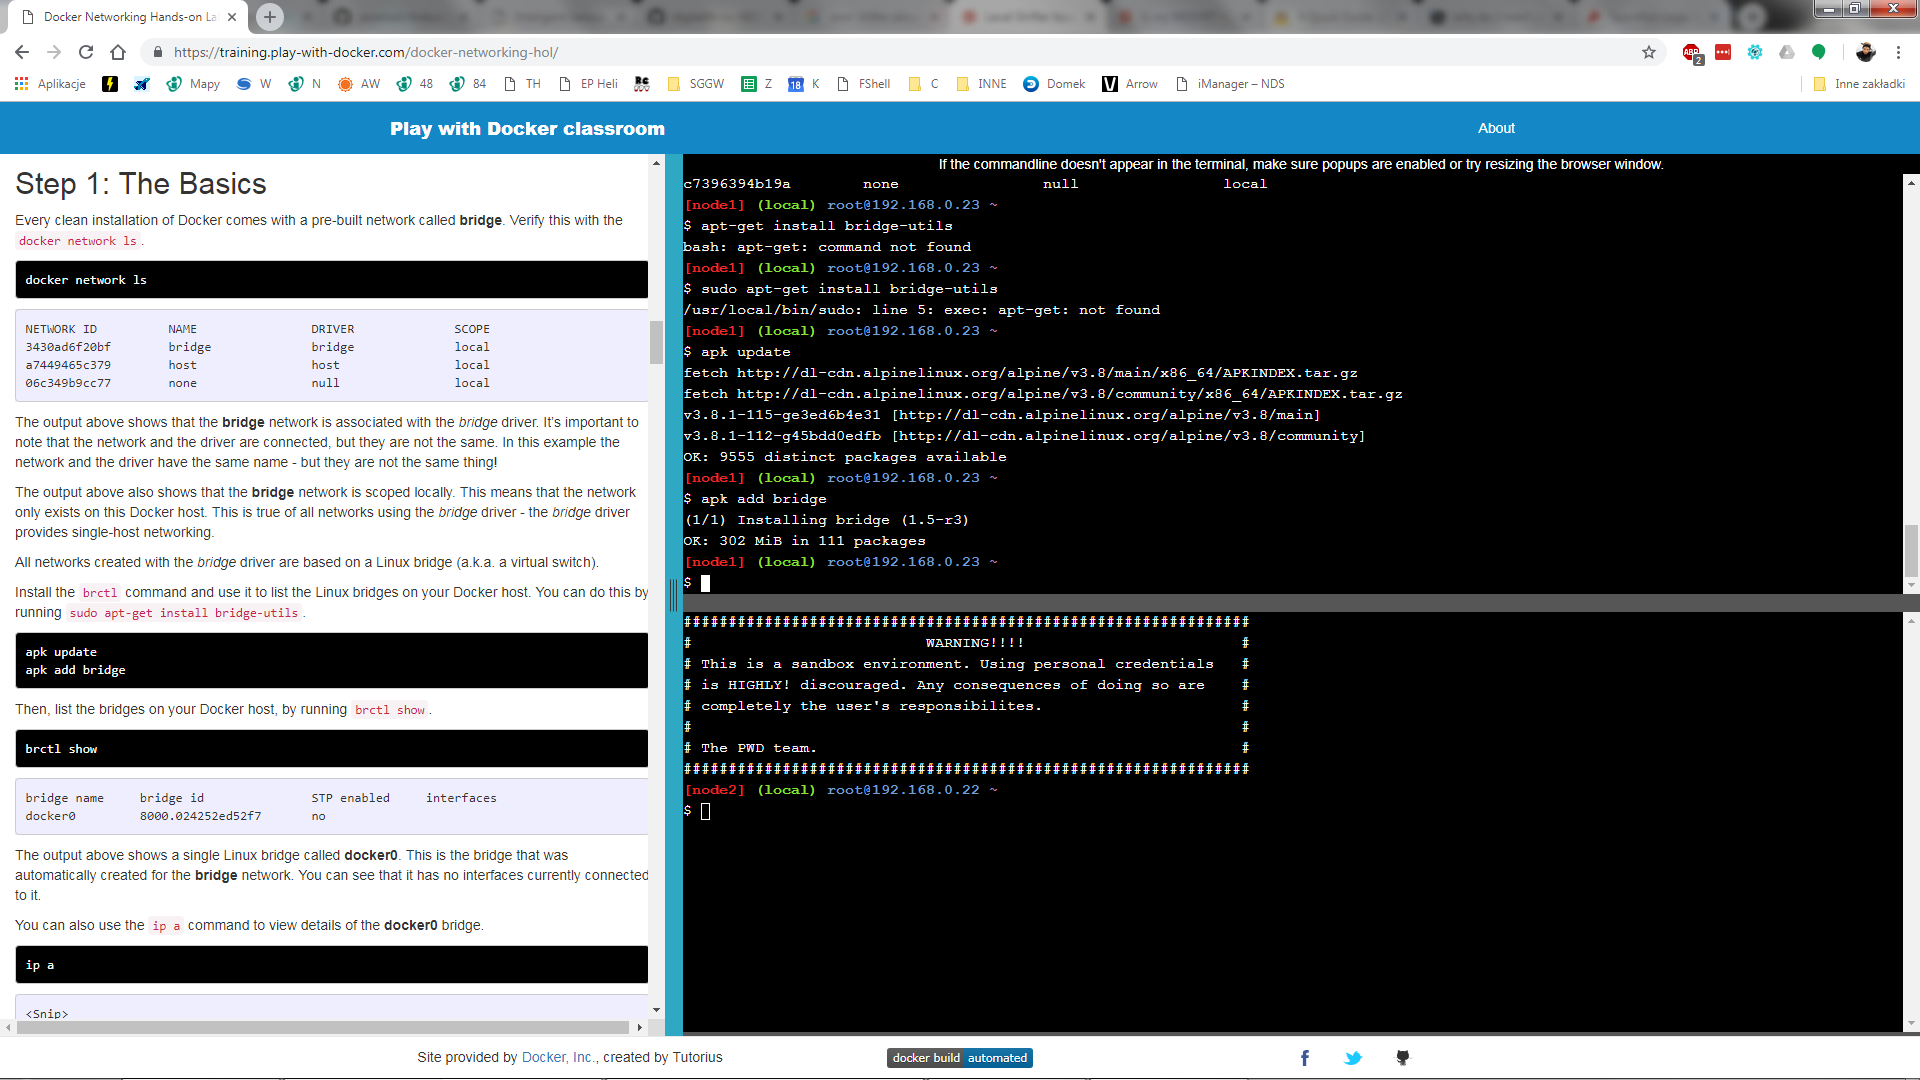 Docker Networking Hands-on La
https://training.play-with-docker.com/docker-networking-hol/
ABP
2
Aplikacje
Mapy
W
N
AW
48
84
TH
EP Heli
SGGW
Z
18
K
FShell
C
INNE
Domek
V
Arrow
iManager – NDS
Inne zakładki
Play with Docker classroom
About
Step 1: The Basics
Every clean installation of Docker comes with a pre-built network called bridge. Verify this with the
docker network ls.
docker network ls
NETWORK ID NAME DRIVER SCOPE
3430ad6f20bf bridge bridge local
a7449465c379 host host local
06c349b9cc77 none null local
The output above shows that the bridge network is associated with the bridge driver. It's important to
note that the network and the driver are connected, but they are not the same. In this example the
network and the driver have the same name - but they are not the same thing!
The output above also shows that the bridge network is scoped locally. This means that the network
only exists on this Docker host. This is true of all networks using the bridge driver - the bridge driver
provides single-host networking.
All networks created with the bridge driver are based on a Linux bridge (a.k.a. a virtual switch).
Install the brctl command and use it to list the Linux bridges on your Docker host. You can do this by
running sudo apt-get install bridge-utils.
apk update
apk add bridge
Then, list the bridges on your Docker host, by running brctl show.
brctl show
bridge name bridge id STP enabled interfaces
docker0 8000.024252ed52f7 no
The output above shows a single Linux bridge called docker0. This is the bridge that was
automatically created for the bridge network. You can see that it has no interfaces currently connected
to it.
You can also use the ip a command to view details of the docker0 bridge.
ip a
<Snip>
If the commandline doesn't appear in the terminal, make sure popups are enabled or try resizing the browser window.
c7396394b19a none null local
[node1] (local) root@192.168.0.23 ~
$ apt-get install bridge-utils
bash: apt-get: command not found
[node1] (local) root@192.168.0.23 ~
$ sudo apt-get install bridge-utils
/usr/local/bin/sudo: line 5: exec: apt-get: not found
[node1] (local) root@192.168.0.23 ~
$ apk update
fetch http://dl-cdn.alpinelinux.org/alpine/v3.8/main/x86_64/APKINDEX.tar.gz
fetch http://dl-cdn.alpinelinux.org/alpine/v3.8/community/x86_64/APKINDEX.tar.gz
v3.8.1-115-ge3ed6b4e31 [http://dl-cdn.alpinelinux.org/alpine/v3.8/main]
v3.8.1-112-g45bdd0edfb [http://dl-cdn.alpinelinux.org/alpine/v3.8/community]
OK: 9555 distinct packages available
[node1] (local) root@192.168.0.23 ~
$ apk add bridge
(1/1) Installing bridge (1.5-r3)
OK: 302 MiB in 111 packages
[node1] (local) root@192.168.0.23 ~
$
###############################################################
# WARNING!!!! #
# This is a sandbox environment. Using personal credentials #
# is HIGHLY! discouraged. Any consequences of doing so are #
# completely the user's responsibilites. #
# #
# The PWD team. #
###############################################################
[node2] (local) root@192.168.0.22 ~
$
Site provided by Docker, Inc., created by Tutorius
docker build automated